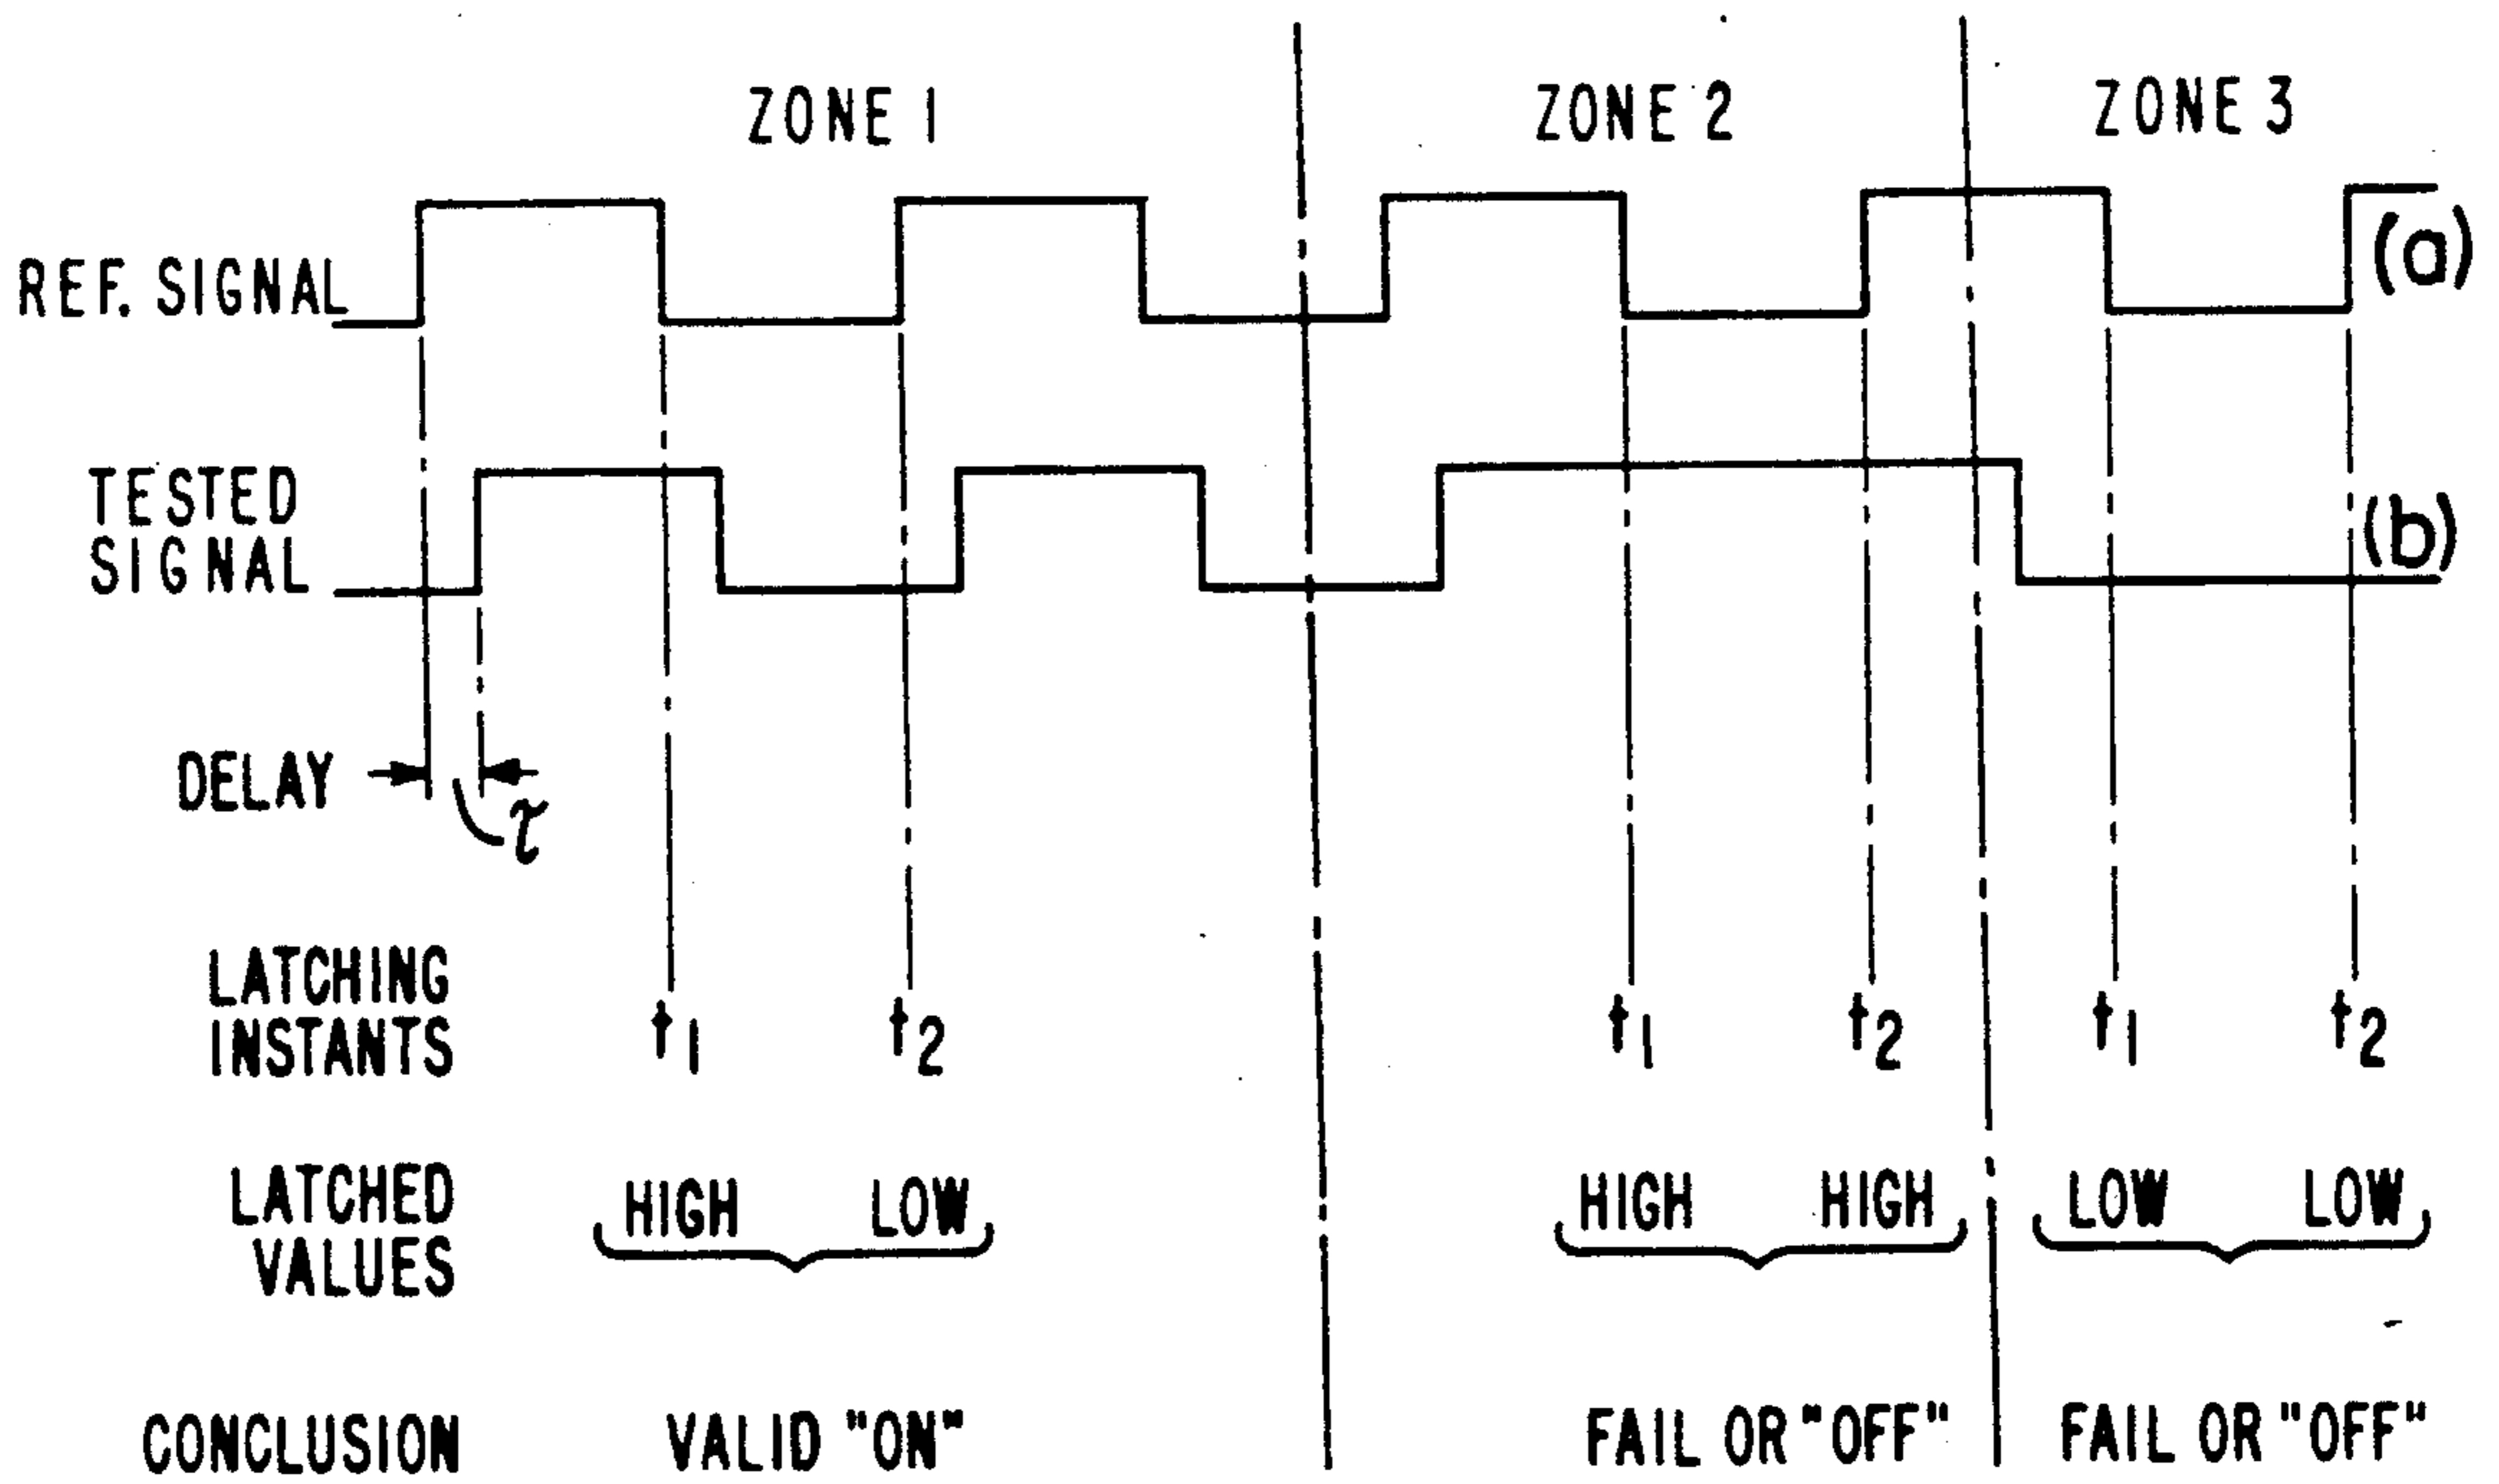 ZONE 1 ZONE 2 ZONE 3
REF. SIGNAL (a)
TESTED
SIGNAL (b)
DELAY τ
LATCHING
INSTANTS t1 t2 t1 t2 t1 t2
LATCHED
VALUES HIGH LOW HIGH HIGH LOW LOW
CONCLUSION VALID "ON" FAIL OR "OFF" FAIL OR "OFF"